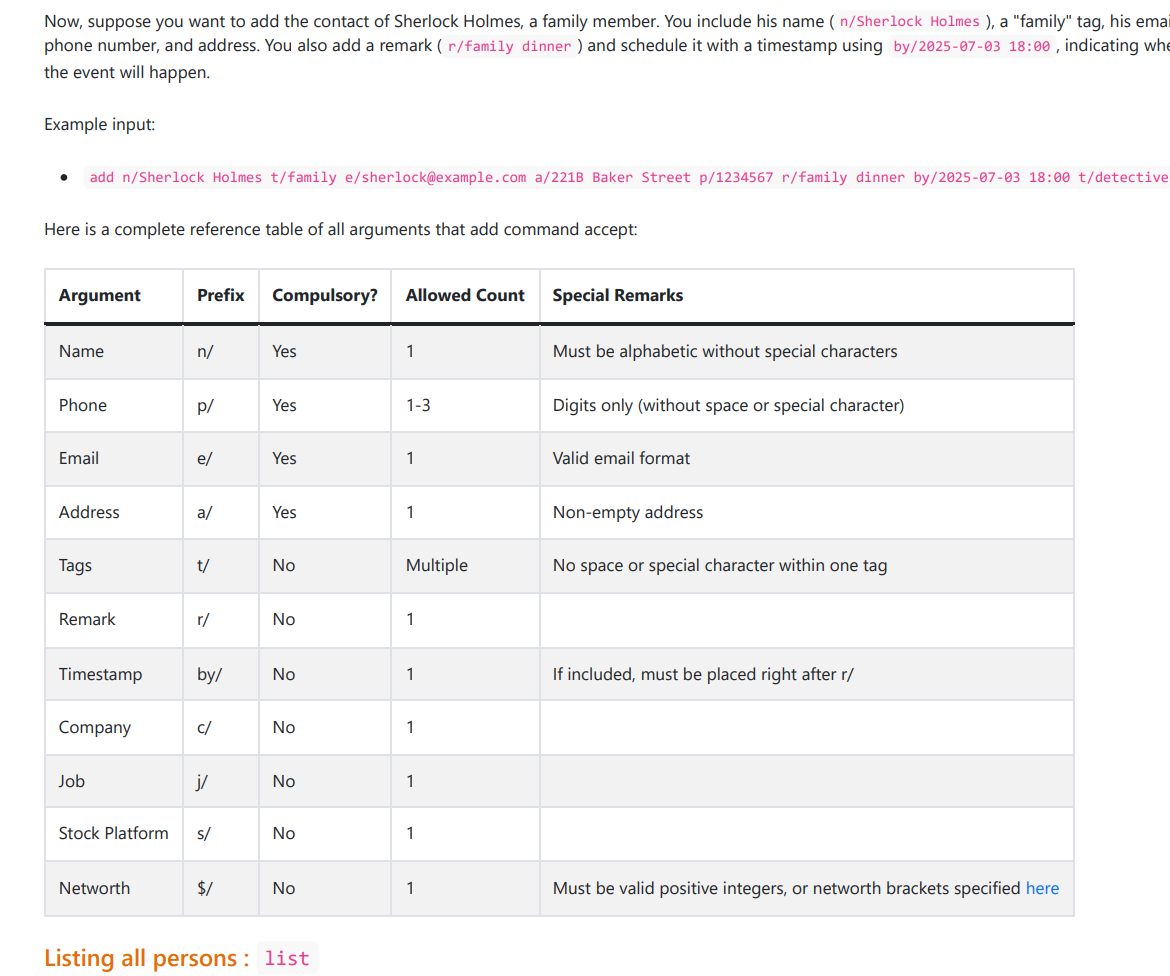 Now, suppose you want to add the contact of Sherlock Holmes, a family member. You include his name ( n/Sherlock Holmes ), a "family" tag, his
phone number, and address. You also add a remark ( r/family dinner ) and schedule it with a timestamp using by/2025-07-03 18:00 , indicating
the event will happen.
Example input:
• add n/Sherlock Holmes t/family e/sherlock@example.com a/221B Baker Street p/1234567 r/family dinner by/2025-07-03 18:00 t/detective
Here is a complete reference table of all arguments that add command accept:
Argument Prefix Compulsory? Allowed Count Special Remarks
Name n/ Yes 1 Must be alphabetic without special characters
Phone p/ Yes 1-3 Digits only (without space or special character)
Email e/ Yes 1 Valid email format
Address a/ Yes 1 Non-empty address
Tags t/ No Multiple No space or special character within one tag
Remark r/ No 1
Timestamp by/ No 1 If included, must be placed right after r/
Company c/ No 1
Job j/ No 1
Stock Platform s/ No 1
Networth $/ No 1 Must be valid positive integers, or networth brackets specified here
Listing all persons : list